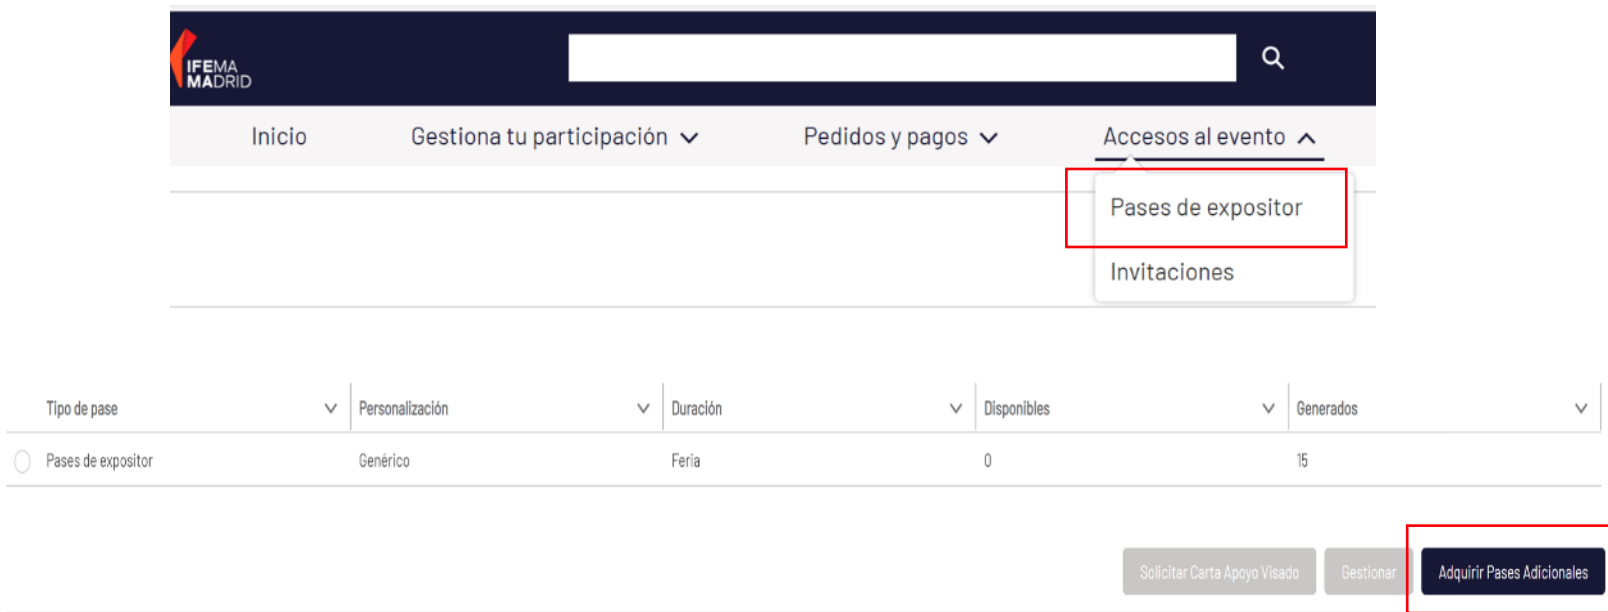 IFEMA
MADRID
Inicio
Gestiona tu participación
Pedidos y pagos
Accesos al evento
Pases de expositor
Invitaciones
Tipo de pase Personalización Duración Disponibles Generados
Pases de expositor Genérico Feria 0 15
Solicitar Carta Apoyo Visado Gestionar Adquirir Pases Adicionales